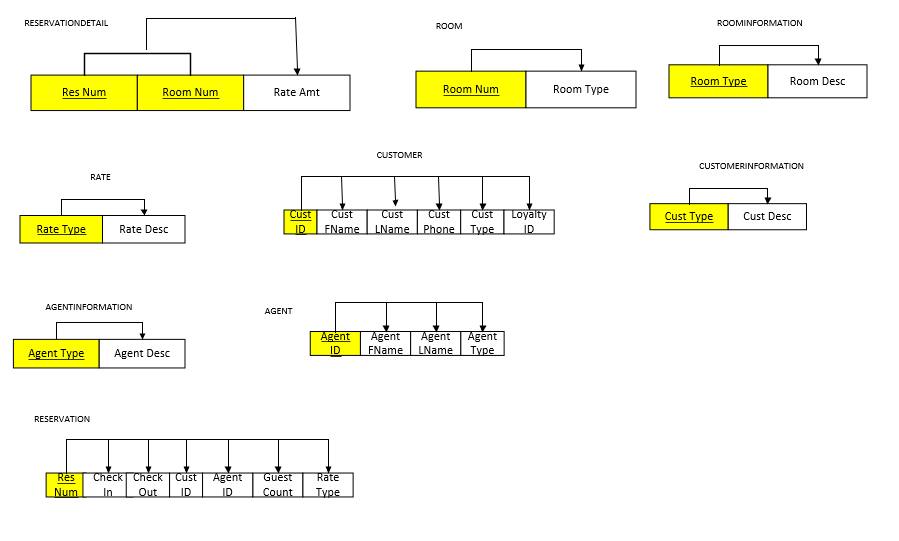 RESERVATIONDETAIL
Res Num Room Num Rate Amt
ROOM
Room Num Room Type
ROOMINFORMATION
Room Type Room Desc
RATE
Rate Type Rate Desc
CUSTOMER
Cust Cust Cust Cust Cust Loyalty
ID FName LName Phone Type ID
CUSTOMERINFORMATION
Cust Type Cust Desc
AGENTINFORMATION
Agent Type Agent Desc
AGENT
Agent Agent Agent Agent
ID FName LName Type
RESERVATION
Res Check Check Cust Agent Guest Rate
Num In Out ID ID Count Type